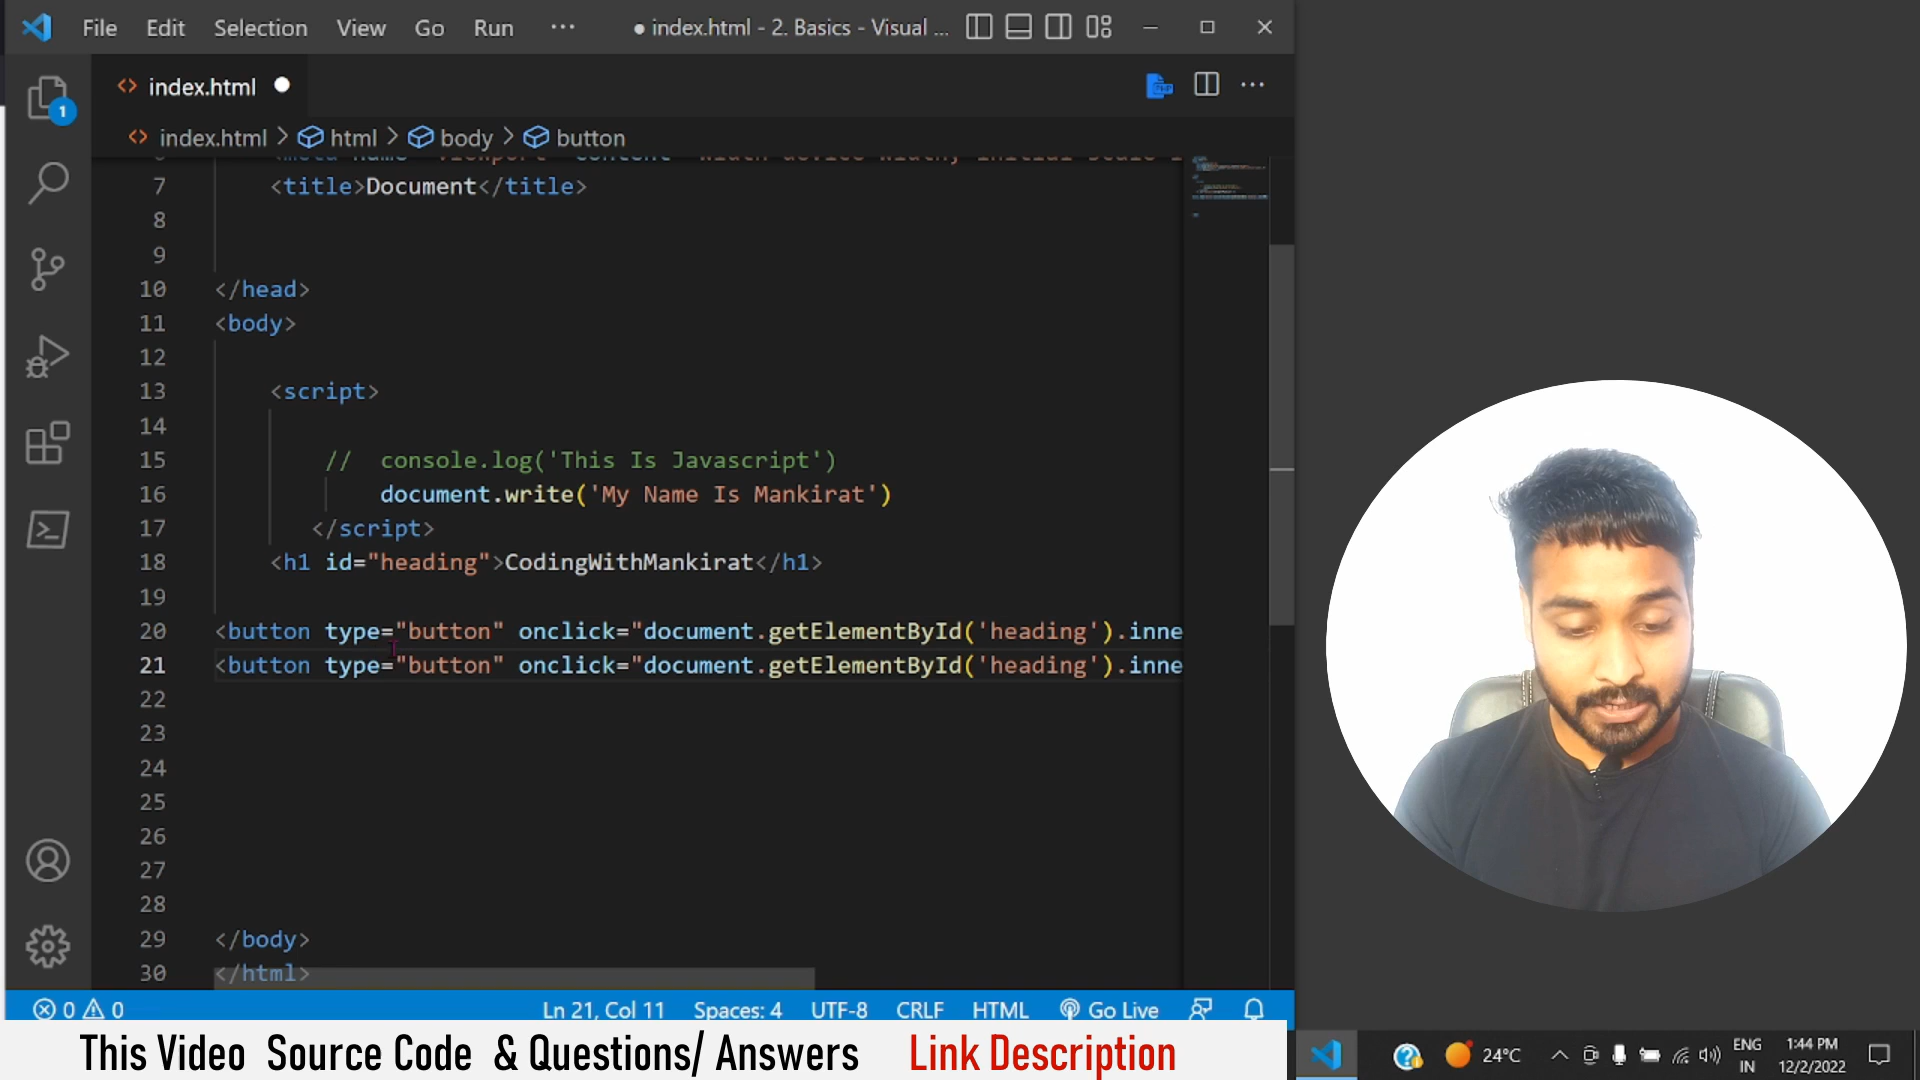 File Edit Selection View Go Run ··· ● index.html - 2. Basics - Visual ...
index.html
index.html > html > body > button
1
7 <title>Document</title>
8
9
10 </head>
11 <body>
12
13 <script>
14
15 // console.log('This Is Javascript')
16 document.write('My Name Is Mankirat')
17 </script>
18 <h1 id="heading">CodingWithMankirat</h1>
19
20 <button type="button" onclick="document.getElementById('heading').inne
21 <button type="button" onclick="document.getElementById('heading').inne
22
23
24
25
26
27
28
29 </body>
30 </html>
0 0 Ln 21, Col 11 Spaces: 4 UTF-8 CRLF HTML Go Live
This Video Source Code & Questions/ Answers Link Description
24°C ENG IN 1:44 PM 12/2/2022